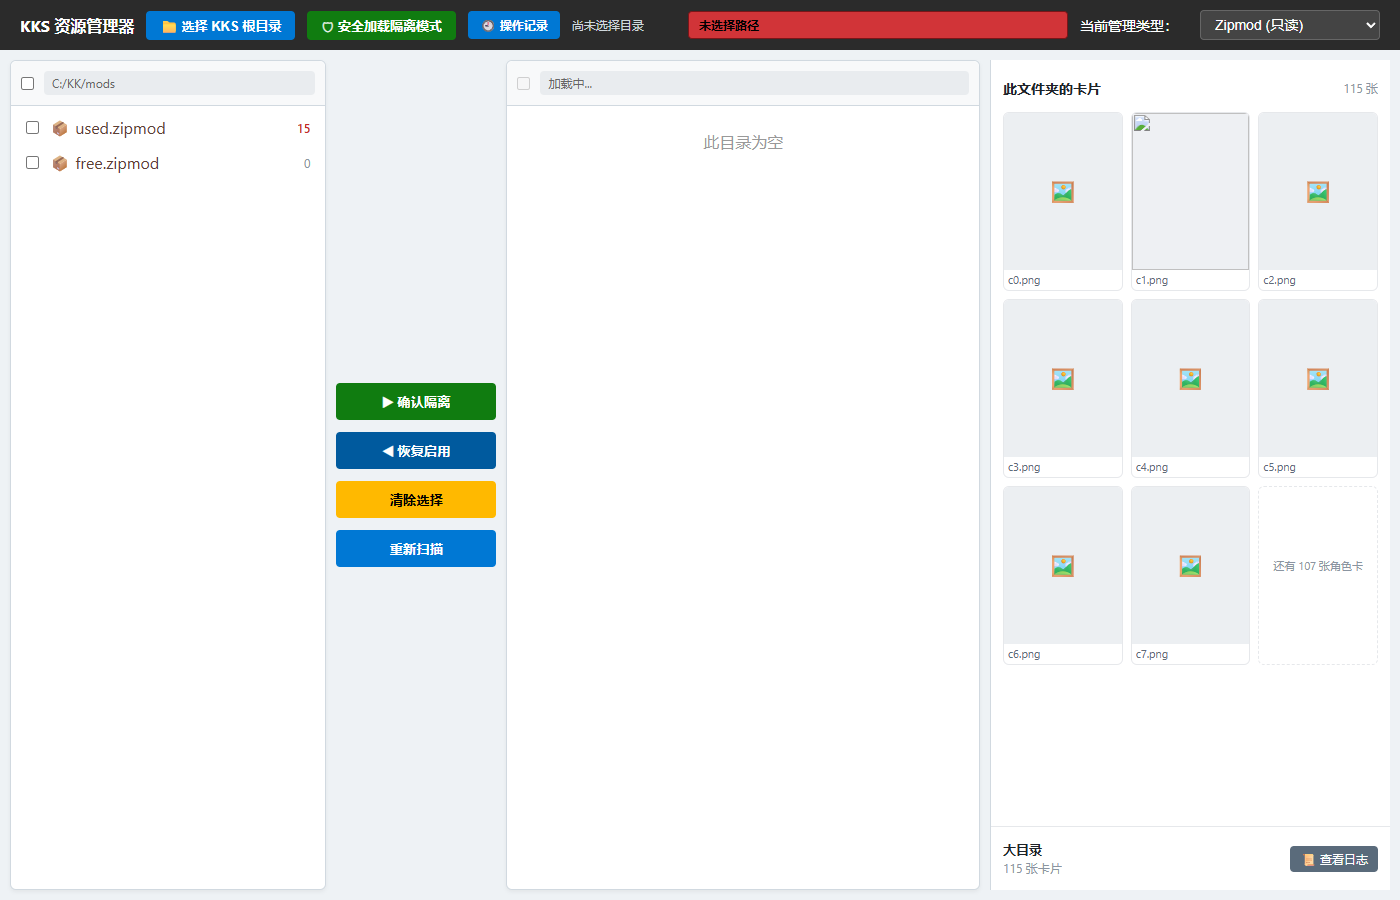 KKS 资源管理器
选择 KKS 根目录
安全加载隔离模式
操作记录
尚未选择目录
未选择路径
当前管理类型：
Zipmod (只读)
C:/KK/mods
used.zipmod
15
free.zipmod
0
▶ 确认隔离
◀ 恢复启用
清除选择
重新扫描
加载中...
此目录为空
此文件夹的卡片
115 张
c0.png
c1.png
c2.png
c3.png
c4.png
c5.png
c6.png
c7.png
还有 107 张角色卡
大目录
115 张卡片
查看日志